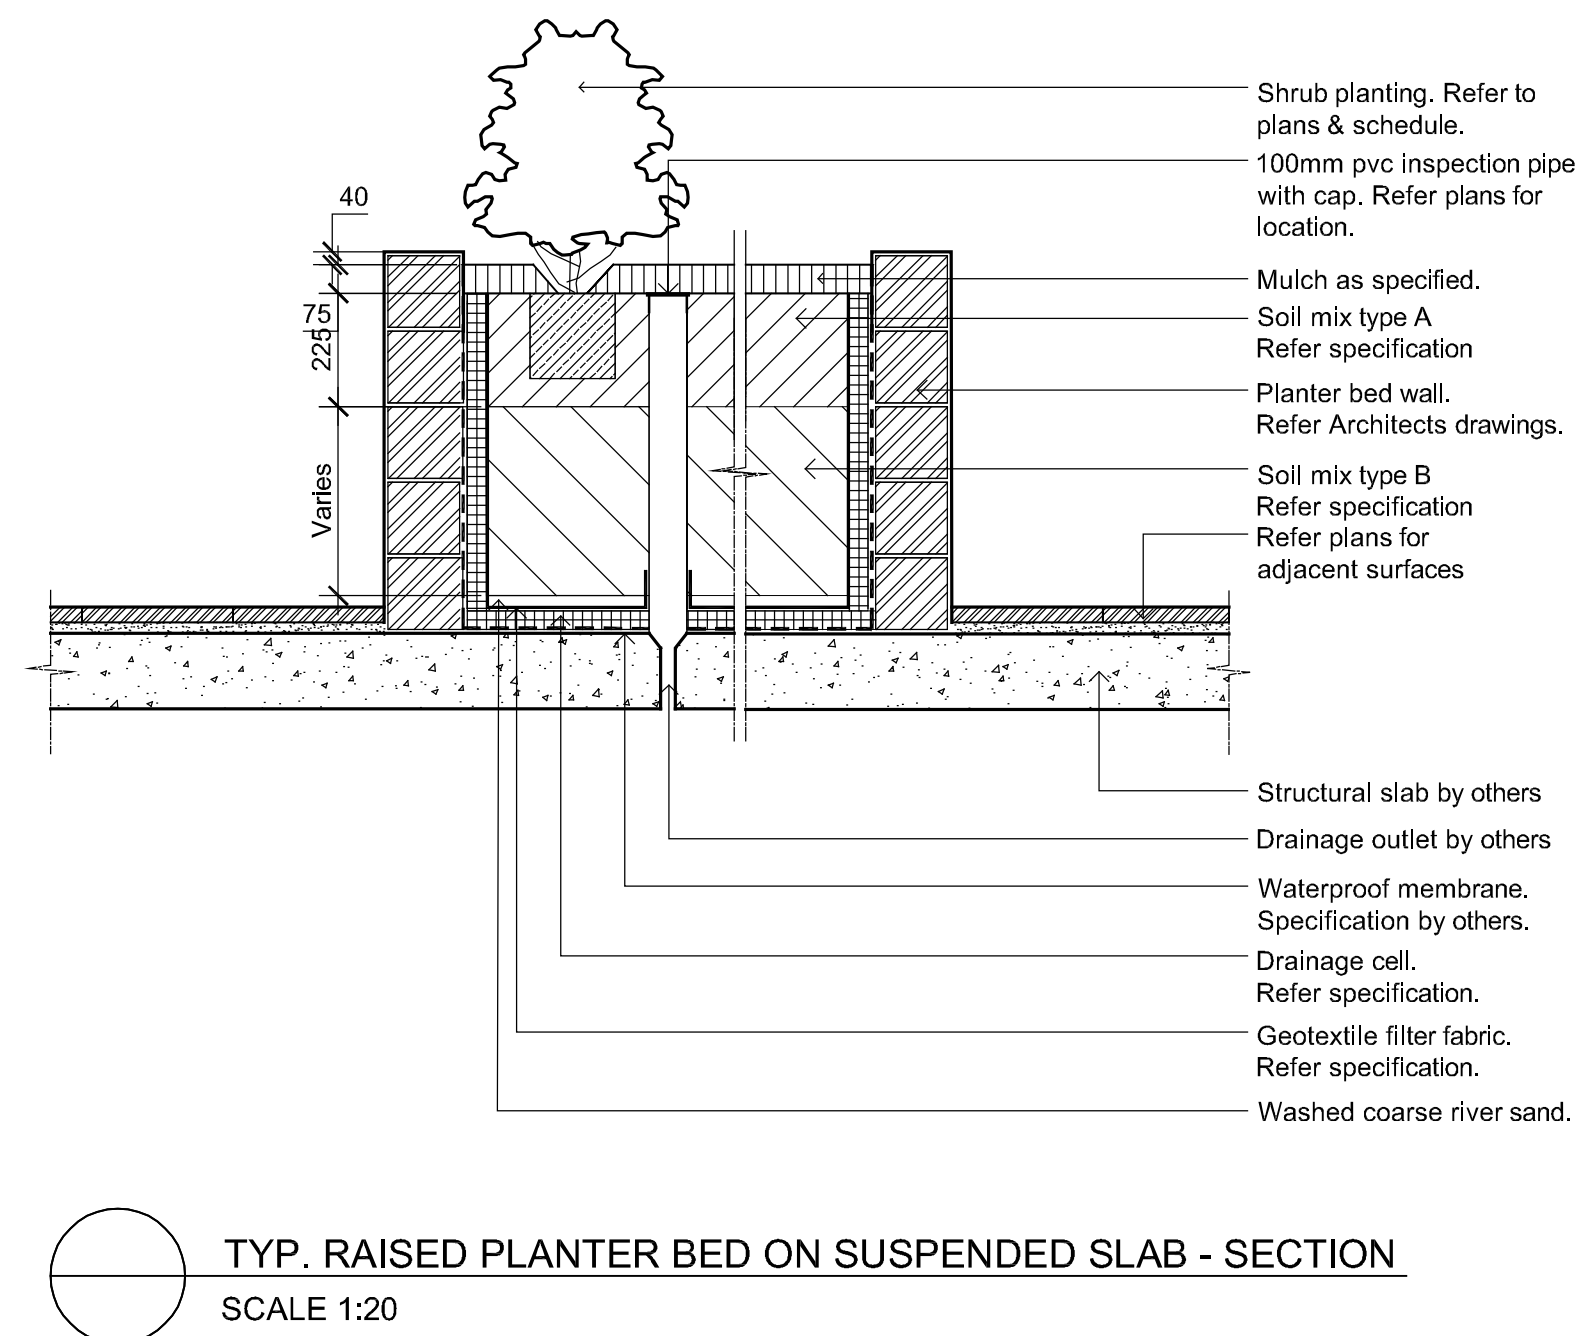 Shrub planting. Refer to
plans & schedule.
100mm pvc inspection pipe
with cap. Refer plans for
location.
Mulch as specified.
Soil mix type A
Refer specification
Planter bed wall.
Refer Architects drawings.
Soil mix type B
Refer specification
Refer plans for
adjacent surfaces
40
75
225
Varies
Structural slab by others
Drainage outlet by others
Waterproof membrane.
Specification by others.
Drainage cell.
Refer specification.
Geotextile filter fabric.
Refer specification.
Washed coarse river sand.
TYP. RAISED PLANTER BED ON SUSPENDED SLAB - SECTION
SCALE 1:20